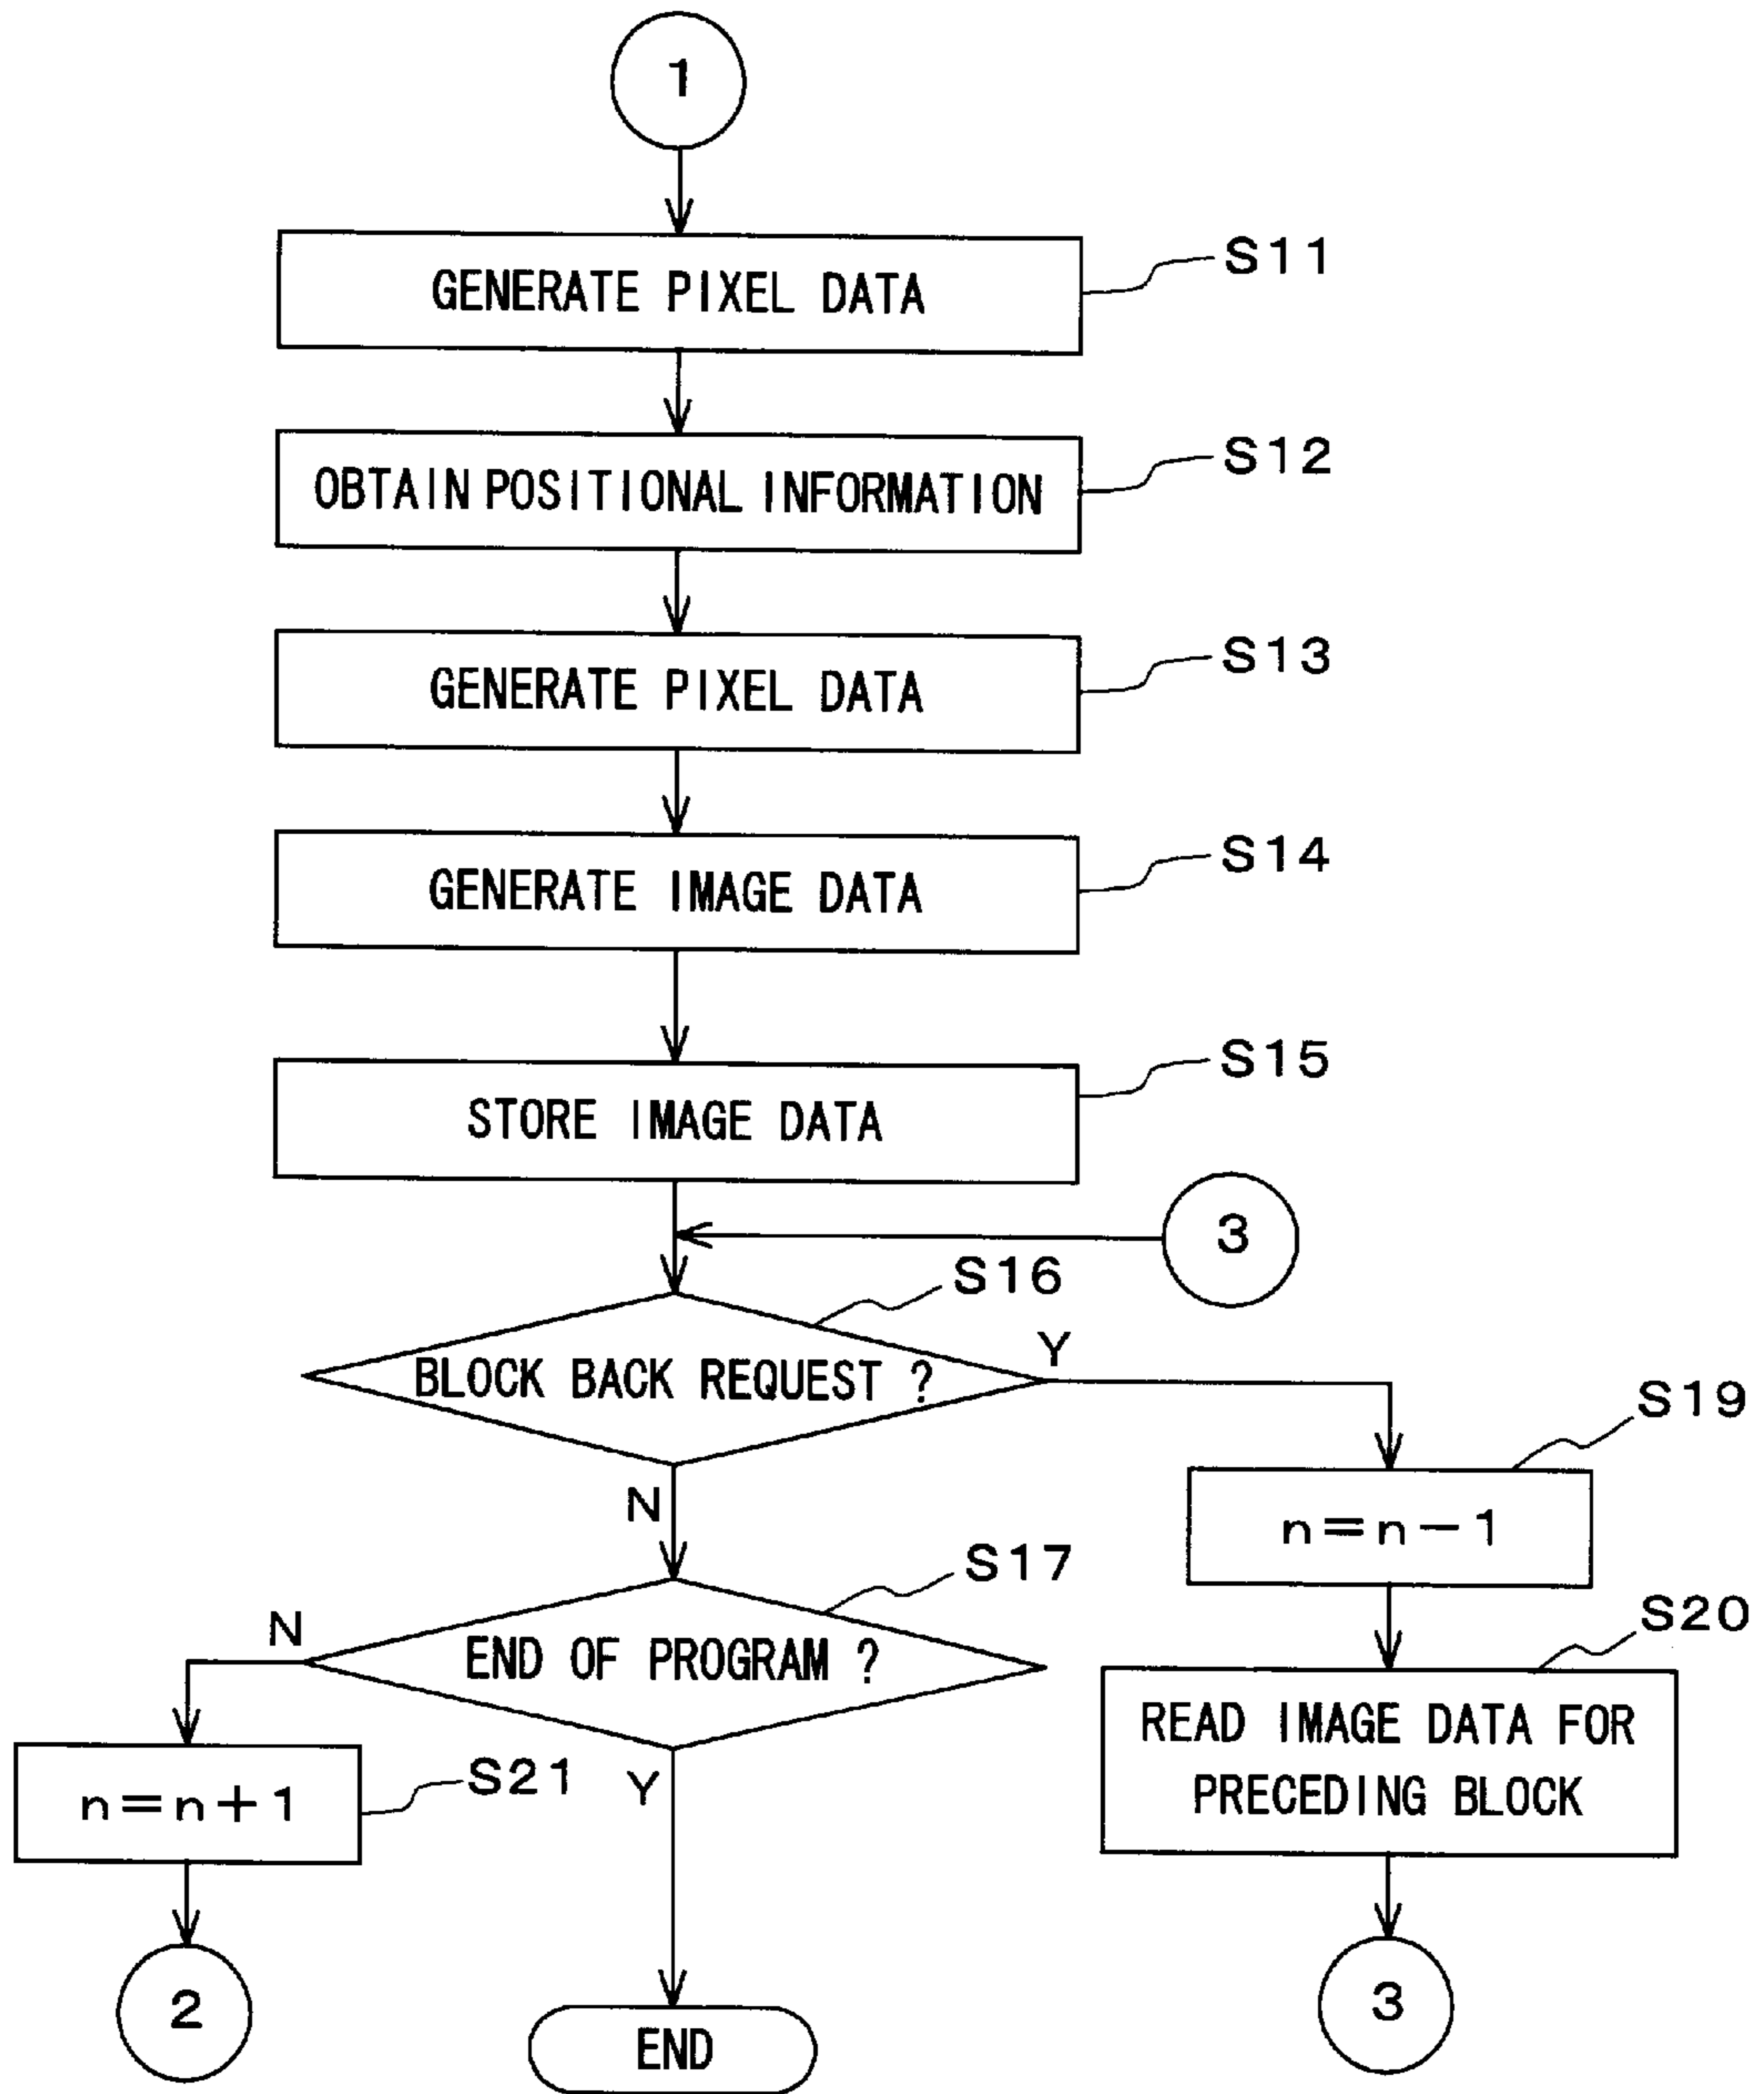 1
S11
GENERATE PIXEL DATA
S12
OBTAIN POSITIONAL INFORMATION
S13
GENERATE PIXEL DATA
S14
GENERATE IMAGE DATA
S15
STORE IMAGE DATA
3
S16
BLOCK BACK REQUEST ?
Y
N
S19
n=n-1
S17
END OF PROGRAM ?
N
Y
S20
READ IMAGE DATA FOR
PRECEDING BLOCK
S21
n=n+1
2
END
3